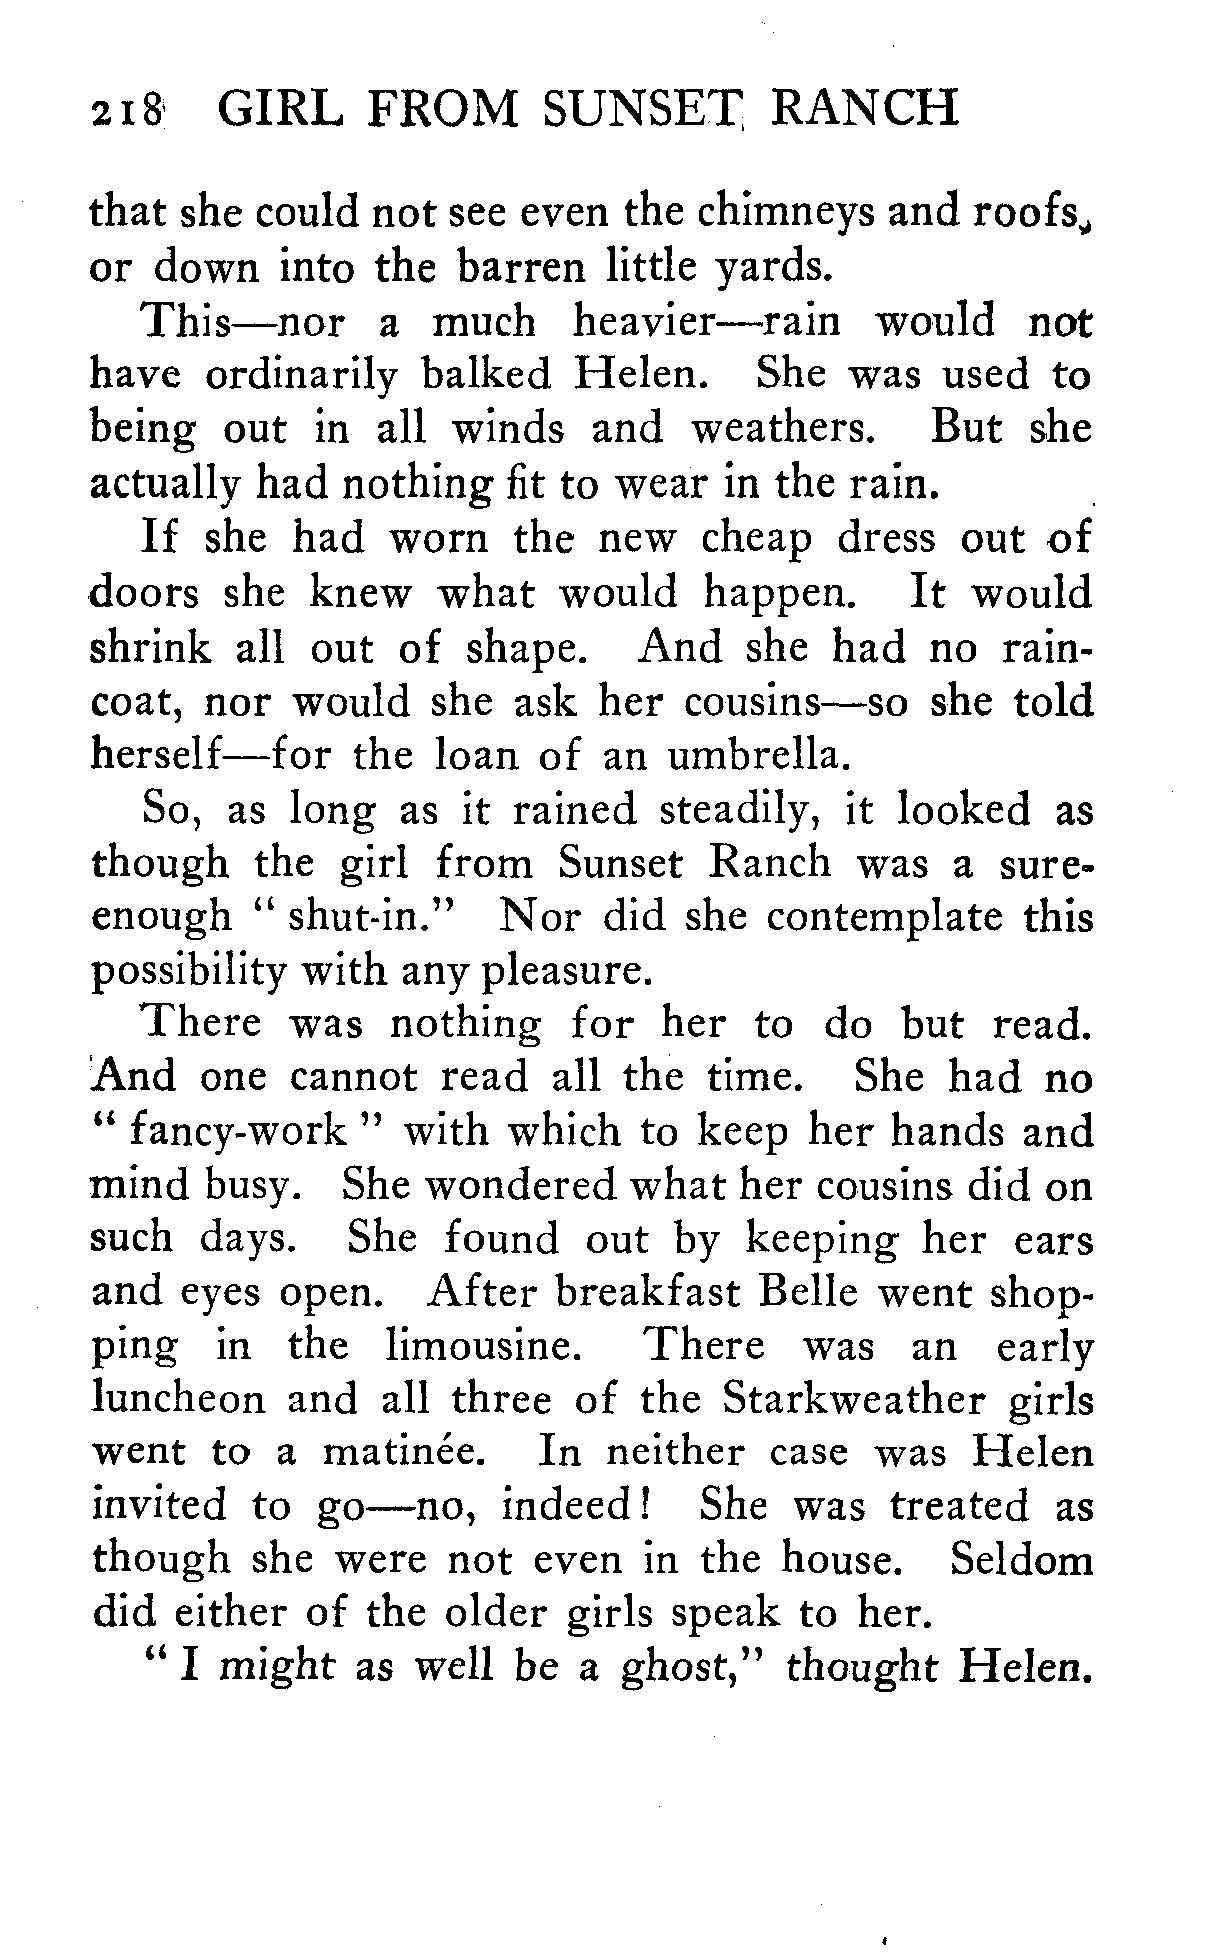 218 GIRL FROM SUNSET RANCH
that she could not see even the chimneys and roofs,
or down into the barren little yards.
This—nor a much heavier—rain would not
have ordinarily balked Helen. She was used to
being out in all winds and weathers. But she
actually had nothing fit to wear in the rain.
If she had worn the new cheap dress out of
doors she knew what would happen. It would
shrink all out of shape. And she had no rain-
coat, nor would she ask her cousins—so she told
herself—for the loan of an umbrella.
So, as long as it rained steadily, it looked as
though the girl from Sunset Ranch was a sure-
enough " shut-in." Nor did she contemplate this
possibility with any pleasure.
There was nothing for her to do but read.
And one cannot read all the time. She had no
" fancy-work " with which to keep her hands and
mind busy. She wondered what her cousins did on
such days. She found out by keeping her ears
and eyes open. After breakfast Belle went shop-
ping in the limousine. There was an early
luncheon and all three of the Starkweather girls
went to a matinée. In neither case was Helen
invited to go—no, indeed! She was treated as
though she were not even in the house. Seldom
did either of the older girls speak to her.
" I might as well be a ghost," thought Helen.